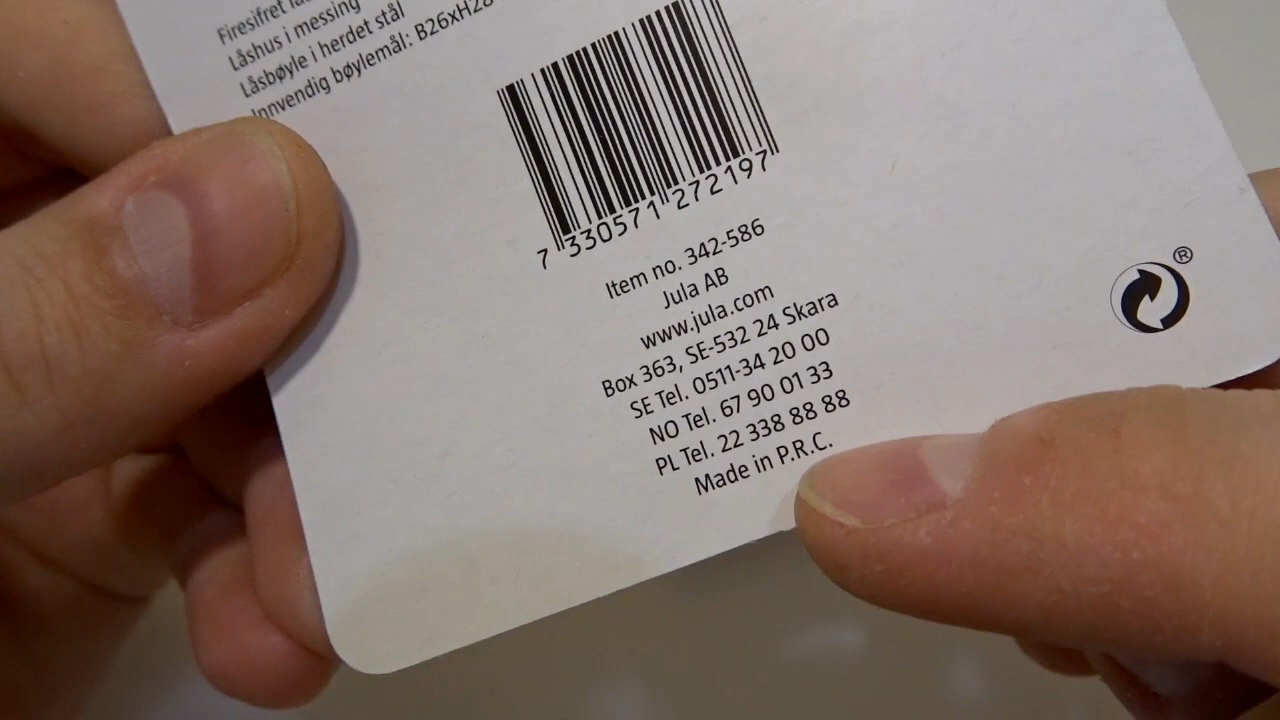 Firesifret
Låshus i messing
Låsbøyle i herdet stål
Innvendig bøylemål: B26xH28
7 330571 272197
Item no. 342-586
Jula AB
www.jula.com
Box 363, SE-532 24 Skara
SE Tel. 0511-34 20 00
NO Tel. 67 90 01 33
PL Tel. 22 338 88 88
Made in P.R.C.
®